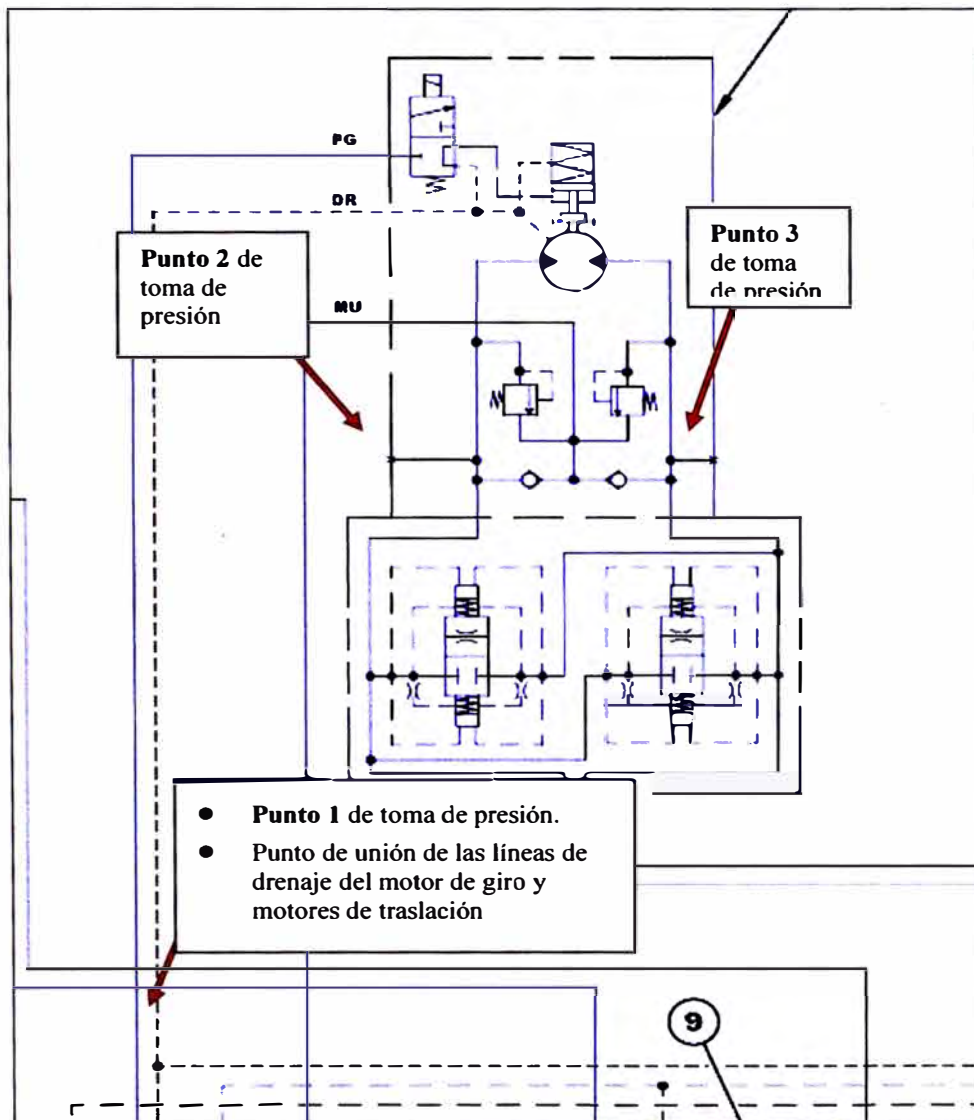 PG
DR
Punto 2 de
toma de
presión
Punto 3
de toma
de presión
MU
● Punto 1 de toma de presión.
● Punto de unión de las líneas de
drenaje del motor de giro y
motores de traslación
9